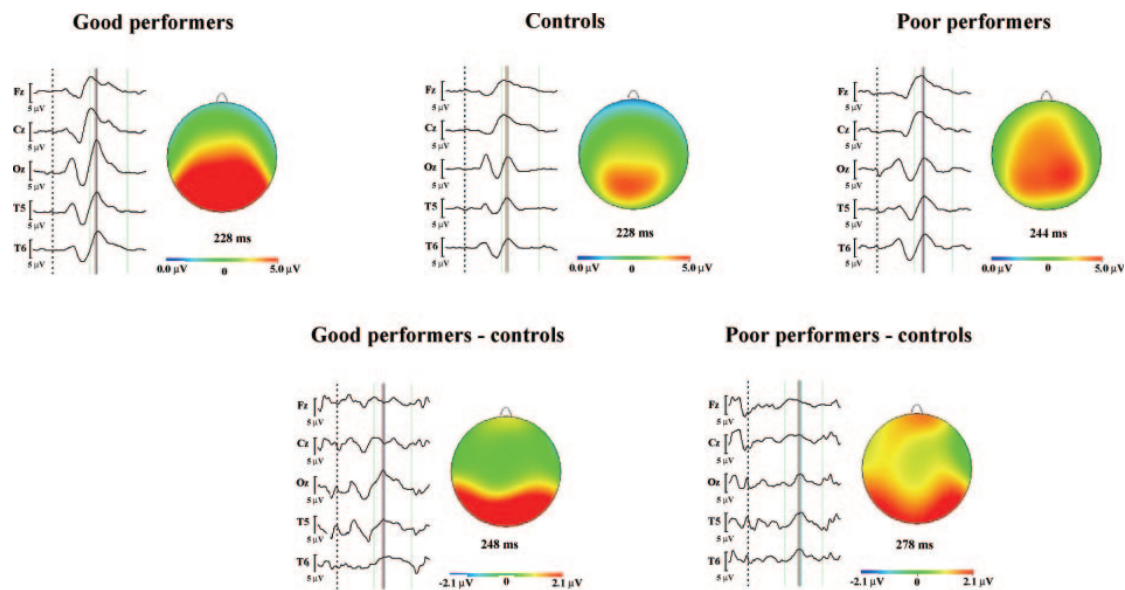 Good performers
Fz
5 µV
Cz
5 µV
Oz
5 µV
T5
5 µV
T6
5 µV
228 ms
0.0 µV 0 5.0 µV
Controls
Fz
5 µV
Cz
5 µV
Oz
5 µV
T5
5 µV
T6
5 µV
228 ms
0.0 µV 0 5.0 µV
Poor performers
Fz
5 µV
Cz
5 µV
Oz
5 µV
T5
5 µV
T6
5 µV
244 ms
0.0 µV 0 5.0 µV
Good performers - controls
Fz
5 µV
Cz
5 µV
Oz
5 µV
T5
5 µV
T6
5 µV
248 ms
-2.1 µV 0 2.1 µV
Poor performers - controls
Fz
5 µV
Cz
5 µV
Oz
5 µV
T5
5 µV
T6
5 µV
278 ms
-2.1 µV 0 2.1 µV